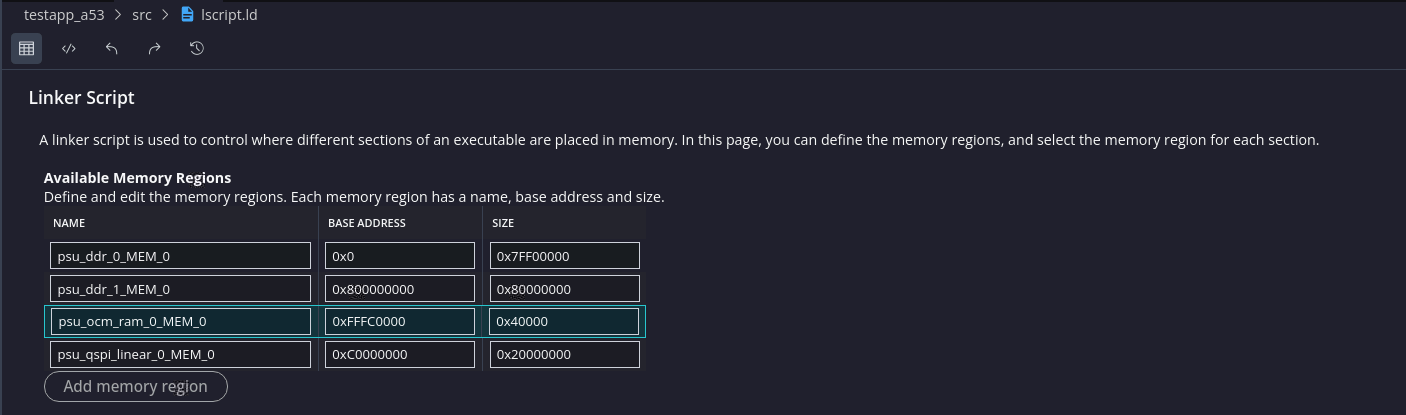 testapp_a53 > src > lscript.ld
Linker Script
A linker script is used to control where different sections of an executable are placed in memory. In this page, you can define the memory regions, and select the memory region for each section.
Available Memory Regions
Define and edit the memory regions. Each memory region has a name, base address and size.
NAME BASE ADDRESS SIZE
psu_ddr_0_MEM_0 0x0 0x7FF00000
psu_ddr_1_MEM_0 0x800000000 0x80000000
psu_ocm_ram_0_MEM_0 0xFFFC0000 0x40000
psu_qspi_linear_0_MEM_0 0xC0000000 0x20000000
Add memory region